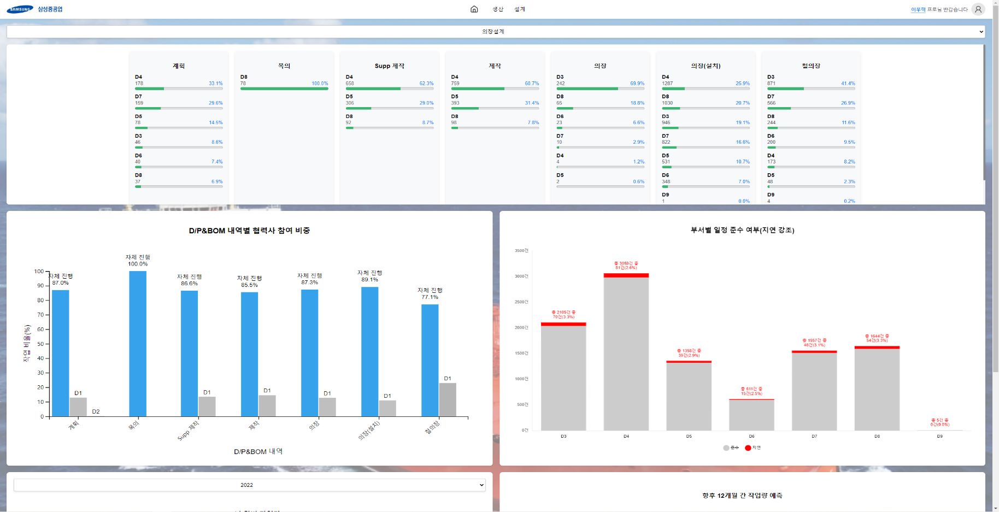 SAMSUNG 삼성중공업
생산 설계
이우학 프로님 반갑습니다
의장설계
계획
D4
178 33.1%
D7
159 29.6%
D5
78 14.5%
D3
46 8.6%
D6
40 7.4%
D8
37 6.9%
목의
D8
78 100.0%
Supp 제작
D4
658 62.3%
D5
306 29.0%
D8
92 8.7%
제작
D4
759 60.7%
D5
393 31.4%
D8
98 7.8%
의장
D3
242 69.9%
D8
65 18.8%
D6
23 6.6%
D7
10 2.9%
D4
4 1.2%
D5
2 0.6%
의장(설치)
D4
1287 25.9%
D8
1030 20.7%
D3
946 19.1%
D7
822 16.6%
D5
531 10.7%
D6
348 7.0%
D9
1 0.0%
철의장
D3
871 41.4%
D7
566 26.9%
D8
244 11.6%
D6
200 9.5%
D4
173 8.2%
D5
48 2.3%
D9
4 0.2%
D/P&BOM 내역별 협력사 참여 비중
작업 비율(%)
100
90
80
70
60
50
40
30
20
10
0
자체 진행
87.0%
D1
D2
자체 진행
100.0%
자체 진행
86.6%
D1
자체 진행
85.5%
D1
자체 진행
87.3%
D1
자체 진행
89.1%
D1
자체 진행
77.1%
D1
계획
목의
Supp 제작
제작
의장
의장(설치)
철의장
D/P&BOM 내역
부서별 일정 준수 여부(지연 강조)
3500건
3000건
2500건
2000건
1500건
1000건
500건
0건
총 2105건 중
70건(3.3%)
총 3059건 중
81건(2.6%)
총 1358건 중
39건(2.9%)
총 611건 중
15건(2.5%)
총 1557건 중
48건(3.1%)
총 1644건 중
54건(3.3%)
총 5건 중
0건(0.0%)
D3 D4 D5 D6 D7 D8 D9
준수 지연
2022
향후 12개월 간 작업량 예측